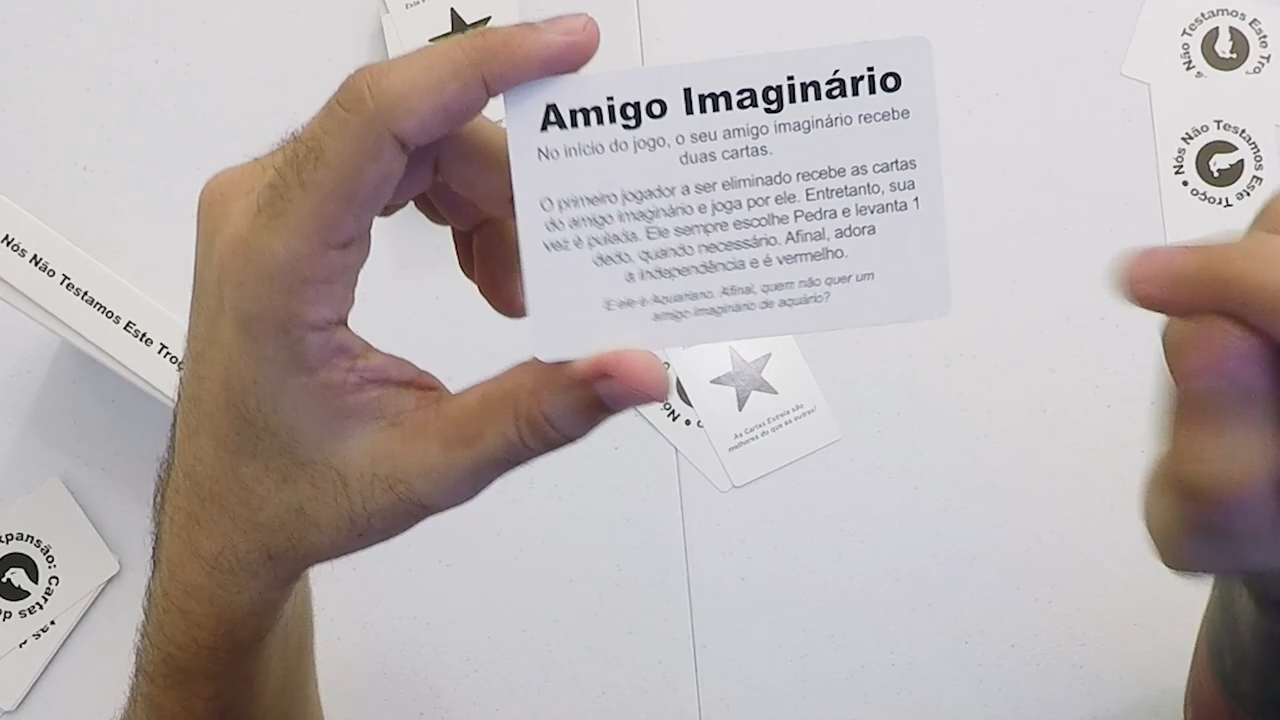 Amigo Imaginário
No início do jogo, o seu amigo imaginário recebe
duas cartas.
O primeiro jogador a ser eliminado recebe as cartas
do amigo imaginário e joga por ele. Entretanto, sua
vez é pulada. Ele sempre escolhe Pedra e levanta 1
dedo, quando necessário. Afinal, adora
a independência e é vermelho.
E ele é Aquariano. Afinal, quem não quer um
amigo imaginário de aquário?
As Cartas Estrela são
melhores do que as outras!
Nós Não Testamos Este Tro
Não Testamos Este Tro
Nós Não Testamos Este Troço •
xpansão: Cartas do